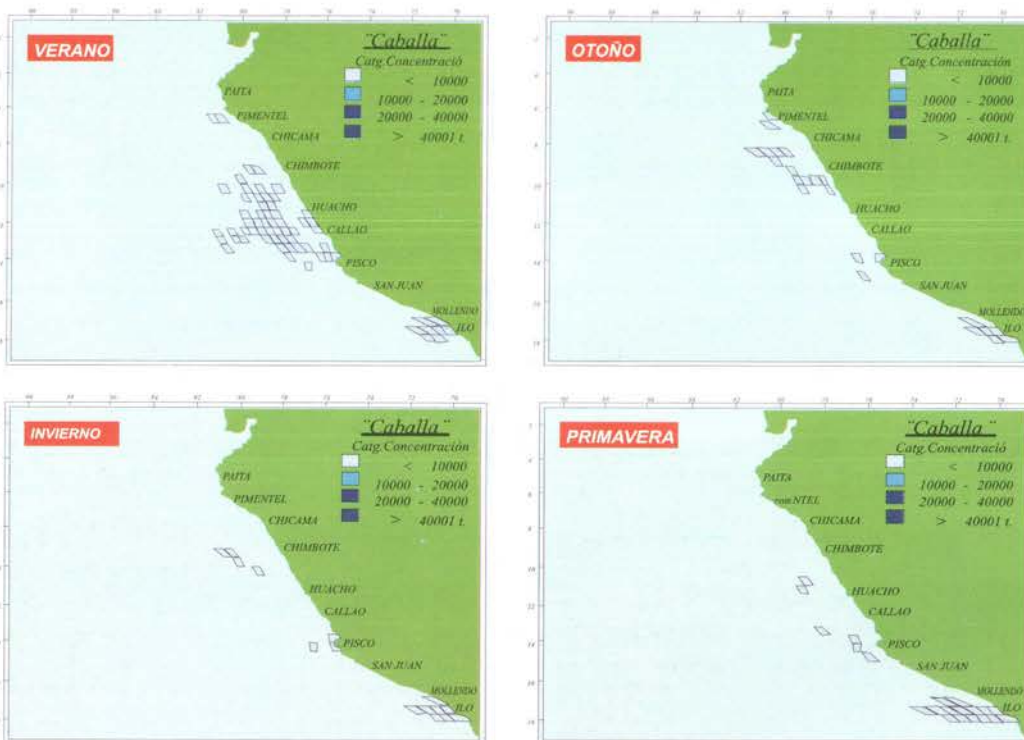 VERANO
"Caballa"
Catg.Concentració
< 10000
10000 - 20000
20000 - 40000
> 40001 t.
PAITA
PIMENTEL
CHICAMA
CHIMBOTE
HUACHO
CALLAO
PISCO
SAN JUAN
MOLLENDO
ILO
OTOÑO
"Caballa"
Catg.Concentración
< 10000
10000 - 20000
20000 - 40000
> 40001 t.
PAITA
PIMENTEL
CHICAMA
CHIMBOTE
HUACHO
CALLAO
PISCO
SAN JUAN
MOLLENDO
ILO
INVIERNO
"Caballa"
Catg.Concentración
< 10000
10000 - 20000
20000 - 40000
> 40001 t.
PAITA
PIMENTEL
CHICAMA
CHIMBOTE
HUACHO
CALLAO
PISCO
SAN JUAN
MOLLENDO
ILO
PRIMAVERA
"Caballa"
Catg.Concentració
< 10000
10000 - 20000
20000 - 40000
> 40001 t.
PAITA
CHICAMA
CHIMBOTE
HUACHO
CALLAO
PISCO
SAN JUAN
MOLLENDO
ILO